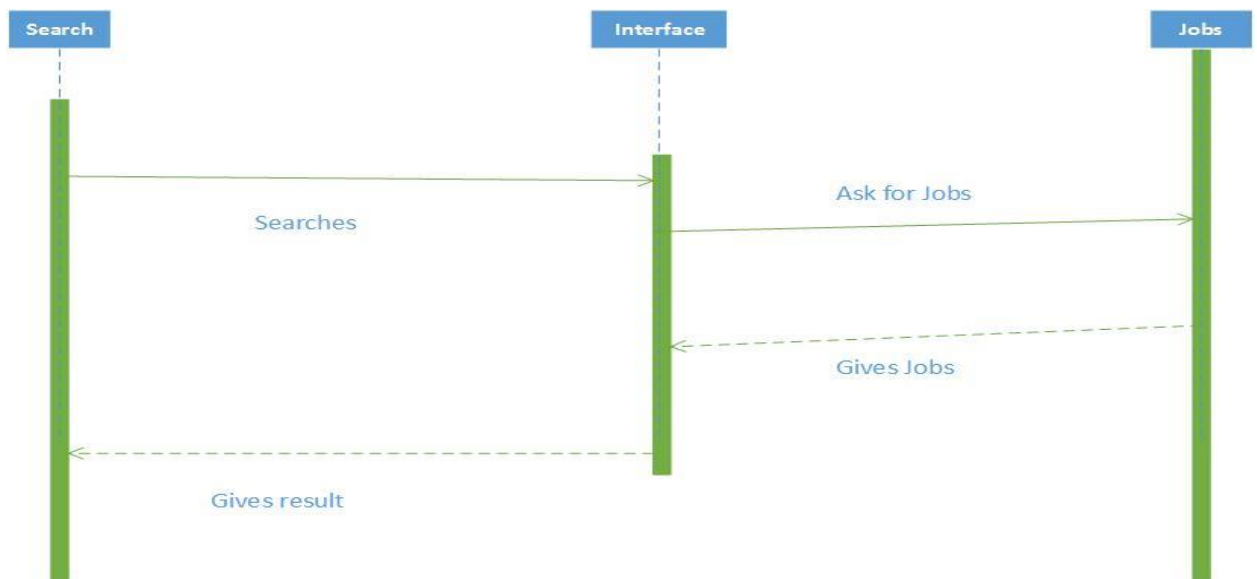 Search
Interface
Jobs
Searches
Ask for Jobs
Gives Jobs
Gives result